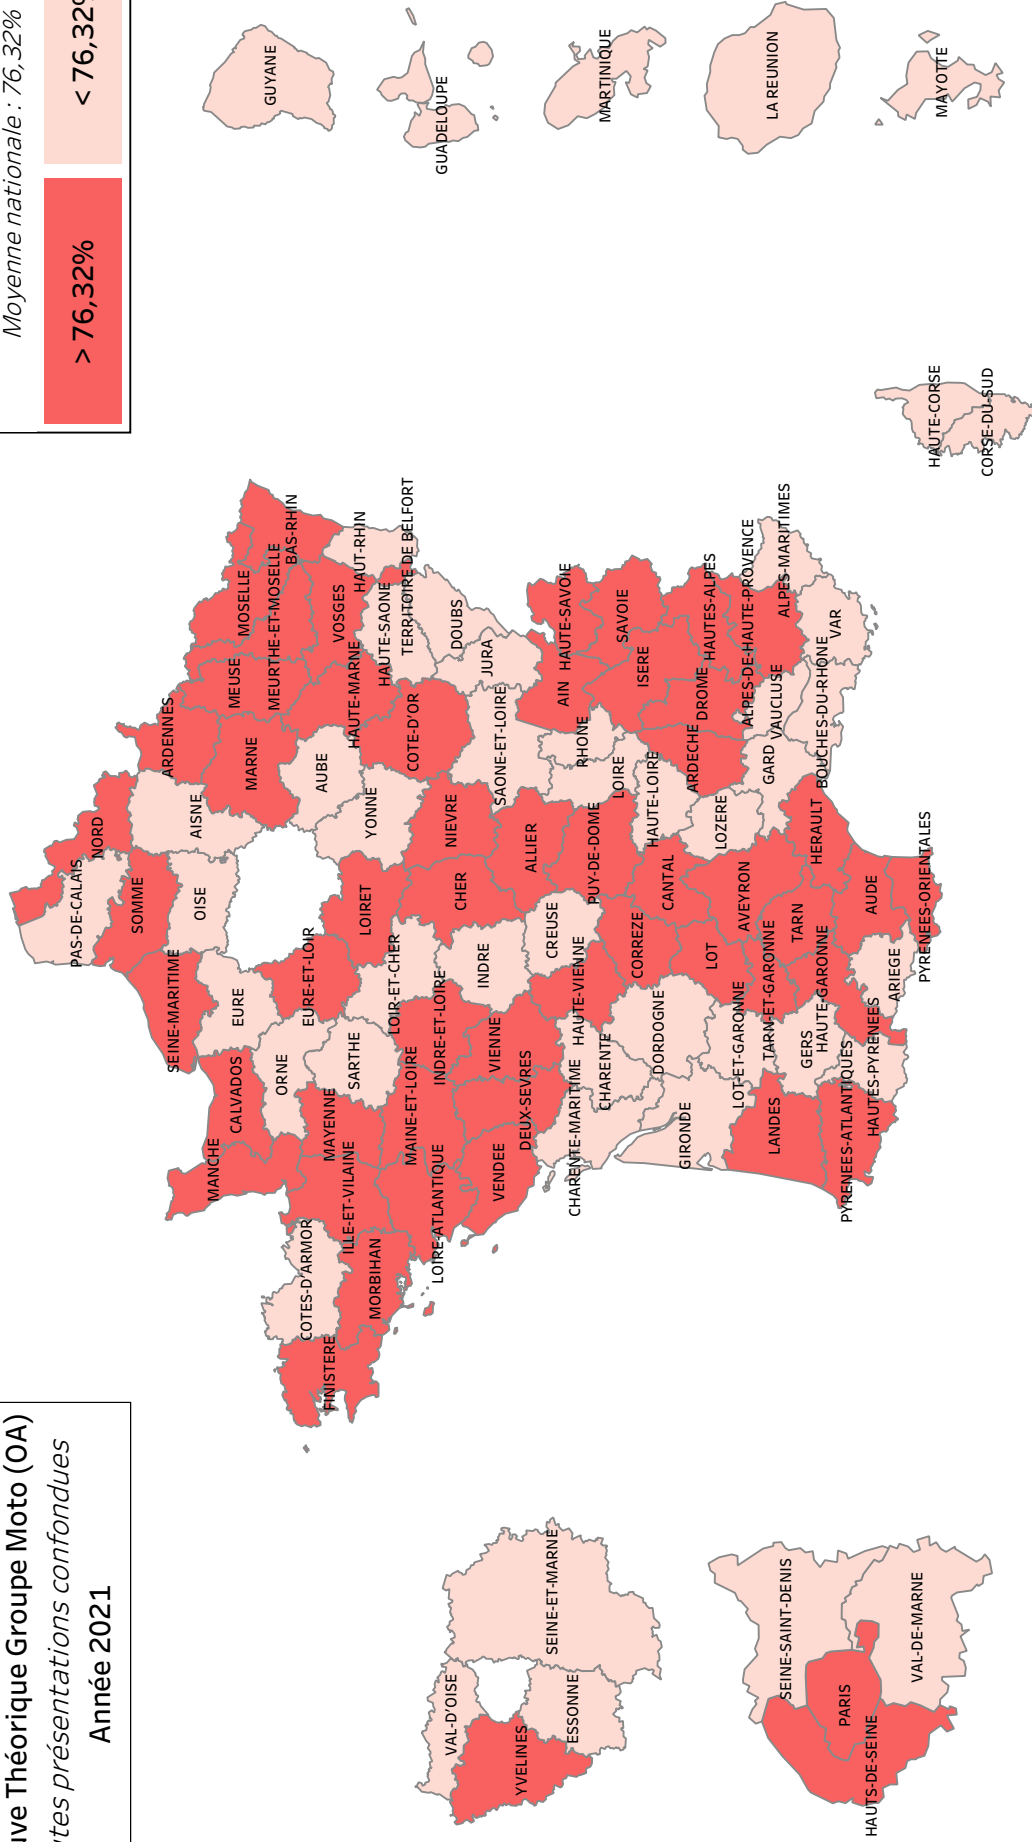 Moto (OA)
Théorique Groupe
présentations confondues
Année 2021
Moyenne nationale : 76,32%
> 76,32%
< 76,32%
VAL-D'OISE
YVELINES
ESSONNE
SEINE-ET-MARNE
SEINE-SAINT-DENIS
PARIS
HAUTS-DE-SEINE
VAL-DE-MARNE
PAS-DE-CALAIS
NORD
SOMME
SEINE-MARITIME
OISE
AISNE
ARDENNES
MANCHE
CALVADOS
EURE
ORNE
EURE-ET-LOIR
MARNE
MEUSE
MOSELLE
MEURTHE-ET-MOSELLE
BAS-RHIN
FINISTERE
COTES-D'ARMOR
MORBIHAN
ILLE-ET-VILAINE
MAYENNE
SARTHE
LOIRET
AUBE
YONNE
HAUTE-MARNE
VOSGES
HAUT-RHIN
HAUTE-SAONE
TERRITOIRE DE BELFORT
LOIRE-ATLANTIQUE
MAINE-ET-LOIRE
INDRE-ET-LOIRE
LOIR-ET-CHER
CHER
NIEVRE
COTE-D'OR
DOUBS
JURA
VENDEE
DEUX-SEVRES
VIENNE
INDRE
ALLIER
SAONE-ET-LOIRE
CHARENTE-MARITIME
CHARENTE
HAUTE-VIENNE
CREUSE
PUY-DE-DOME
LOIRE
RHONE
AIN
HAUTE-SAVOIE
SAVOIE
ISERE
GIRONDE
DORDOGNE
CORREZE
CANTAL
HAUTE-LOIRE
ARDECHE
DROME
HAUTES-ALPES
LOT-ET-GARONNE
LOT
AVEYRON
LOZERE
GARD
VAUCLUSE
ALPES-DE-HAUTE-PROVENCE
ALPES-MARITIMES
LANDES
GERS
TARN-ET-GARONNE
TARN
HERAULT
BOUCHES-DU-RHONE
VAR
PYRENEES-ATLANTIQUES
HAUTES-PYRENEES
HAUTE-GARONNE
ARIEGE
AUDE
PYRENEES-ORIENTALES
HAUTE-CORSE
CORSE-DU-SUD
GUYANE
GUADELOUPE
MARTINIQUE
LA REUNION
MAYOTTE